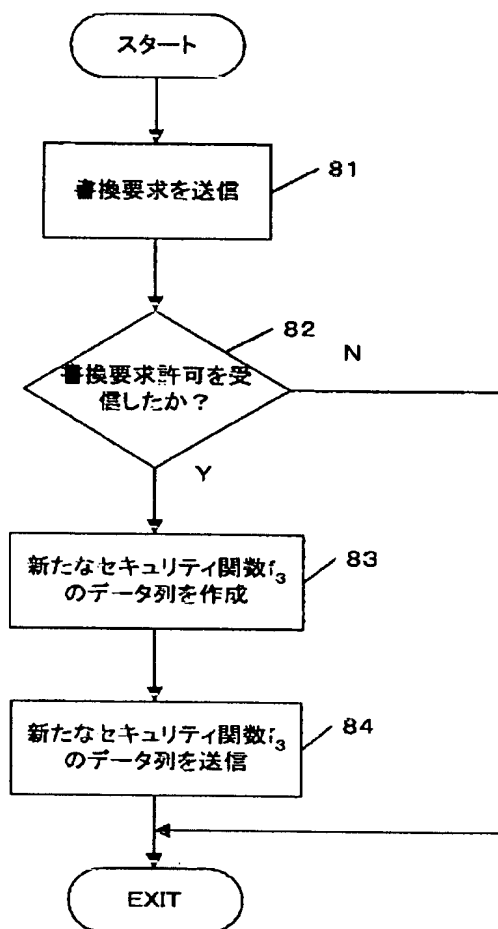 スタート
書換要求を送信
81
82
書換要求許可を受
信したか？
N
Y
新たなセキュリティ関数f₃
のデータ列を作成
83
新たなセキュリティ関数f₃
のデータ列を送信
84
EXIT